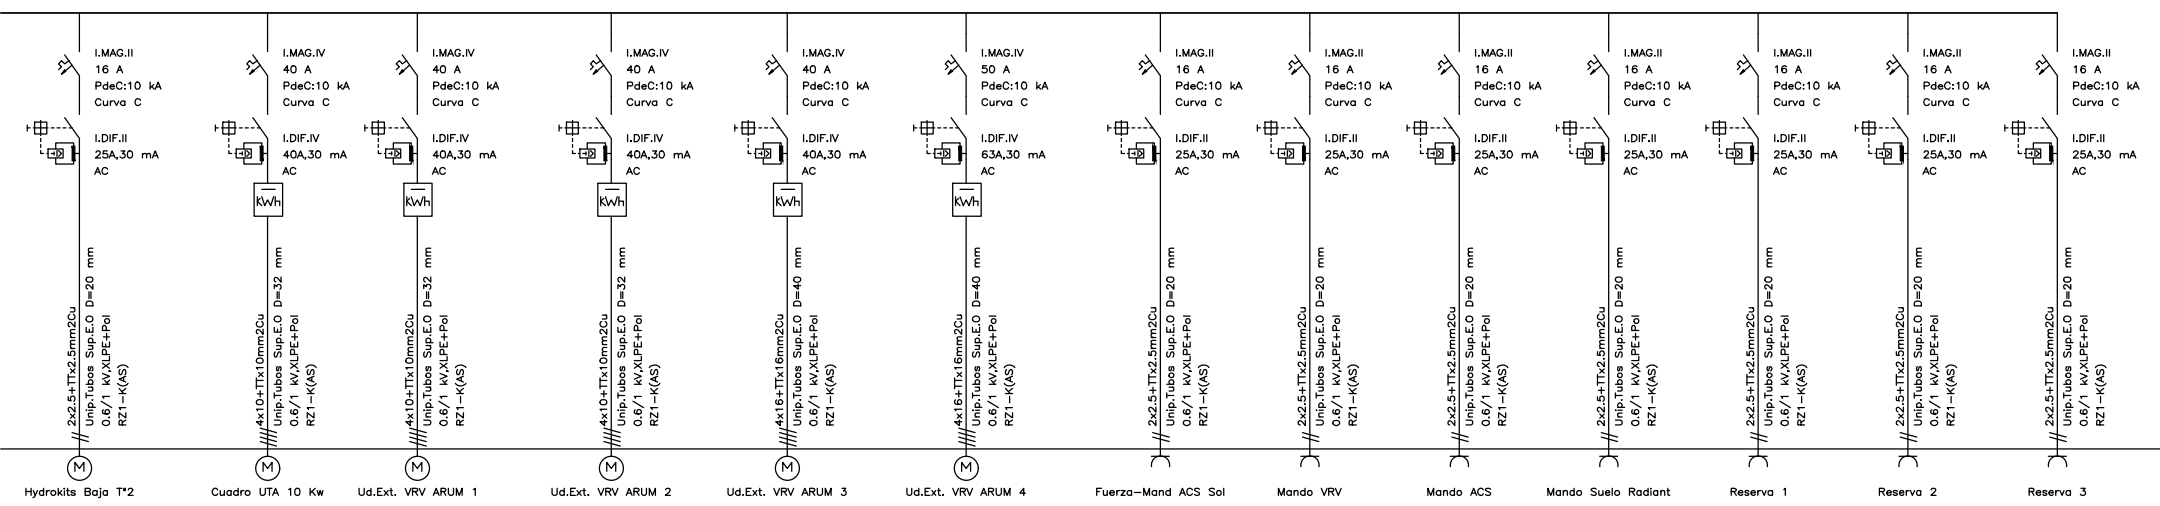 I.MAG.II
16 A
PdeC:10 kA
Curva C
I.DIF.II
25A,30 mA
AC
2x2.5+TTx2.5mm2Cu
Unip.Tubos Sup.E.O D=20 mm
0.6/1 kV,XLPE+Pol
RZ1-K(AS)
M
Hydrokits Baja Tª2
I.MAG.IV
40 A
PdeC:10 kA
Curva C
I.DIF.IV
40A,30 mA
AC
KWh
4x10+TTx10mm2Cu
Unip.Tubos Sup.E.O D=32 mm
0.6/1 kV,XLPE+Pol
RZ1-K(AS)
M
Cuadro UTA 10 Kw
I.MAG.IV
40 A
PdeC:10 kA
Curva C
I.DIF.IV
40A,30 mA
AC
KWh
4x10+TTx10mm2Cu
Unip.Tubos Sup.E.O D=32 mm
0.6/1 kV,XLPE+Pol
RZ1-K(AS)
M
Ud.Ext. VRV ARUM 1
I.MAG.IV
40 A
PdeC:10 kA
Curva C
I.DIF.IV
40A,30 mA
AC
KWh
4x10+TTx10mm2Cu
Unip.Tubos Sup.E.O D=32 mm
0.6/1 kV,XLPE+Pol
RZ1-K(AS)
M
Ud.Ext. VRV ARUM 2
I.MAG.IV
40 A
PdeC:10 kA
Curva C
I.DIF.IV
40A,30 mA
AC
KWh
4x16+TTx16mm2Cu
Unip.Tubos Sup.E.O D=40 mm
0.6/1 kV,XLPE+Pol
RZ1-K(AS)
M
Ud.Ext. VRV ARUM 3
I.MAG.IV
50 A
PdeC:10 kA
Curva C
I.DIF.IV
63A,30 mA
AC
KWh
4x16+TTx16mm2Cu
Unip.Tubos Sup.E.O D=40 mm
0.6/1 kV,XLPE+Pol
RZ1-K(AS)
M
Ud.Ext. VRV ARUM 4
I.MAG.II
16 A
PdeC:10 kA
Curva C
I.DIF.II
25A,30 mA
AC
2x2.5+TTx2.5mm2Cu
Unip.Tubos Sup.E.O D=20 mm
0.6/1 kV,XLPE+Pol
RZ1-K(AS)
Fuerza-Mand ACS Sol
I.MAG.II
16 A
PdeC:10 kA
Curva C
I.DIF.II
25A,30 mA
AC
2x2.5+TTx2.5mm2Cu
Unip.Tubos Sup.E.O D=20 mm
0.6/1 kV,XLPE+Pol
RZ1-K(AS)
Mando VRV
I.MAG.II
16 A
PdeC:10 kA
Curva C
I.DIF.II
25A,30 mA
AC
2x2.5+TTx2.5mm2Cu
Unip.Tubos Sup.E.O D=20 mm
0.6/1 kV,XLPE+Pol
RZ1-K(AS)
Mando ACS
I.MAG.II
16 A
PdeC:10 kA
Curva C
I.DIF.II
25A,30 mA
AC
2x2.5+TTx2.5mm2Cu
Unip.Tubos Sup.E.O D=20 mm
0.6/1 kV,XLPE+Pol
RZ1-K(AS)
Mando Suelo Radiant
I.MAG.II
16 A
PdeC:10 kA
Curva C
I.DIF.II
25A,30 mA
AC
2x2.5+TTx2.5mm2Cu
Unip.Tubos Sup.E.O D=20 mm
0.6/1 kV,XLPE+Pol
RZ1-K(AS)
Reserva 1
I.MAG.II
16 A
PdeC:10 kA
Curva C
I.DIF.II
25A,30 mA
AC
2x2.5+TTx2.5mm2Cu
Unip.Tubos Sup.E.O D=20 mm
0.6/1 kV,XLPE+Pol
RZ1-K(AS)
Reserva 2
I.MAG.II
16 A
PdeC:10 kA
Curva C
I.DIF.II
25A,30 mA
AC
2x2.5+TTx2.5mm2Cu
Unip.Tubos Sup.E.O D=20 mm
0.6/1 kV,XLPE+Pol
RZ1-K(AS)
Reserva 3